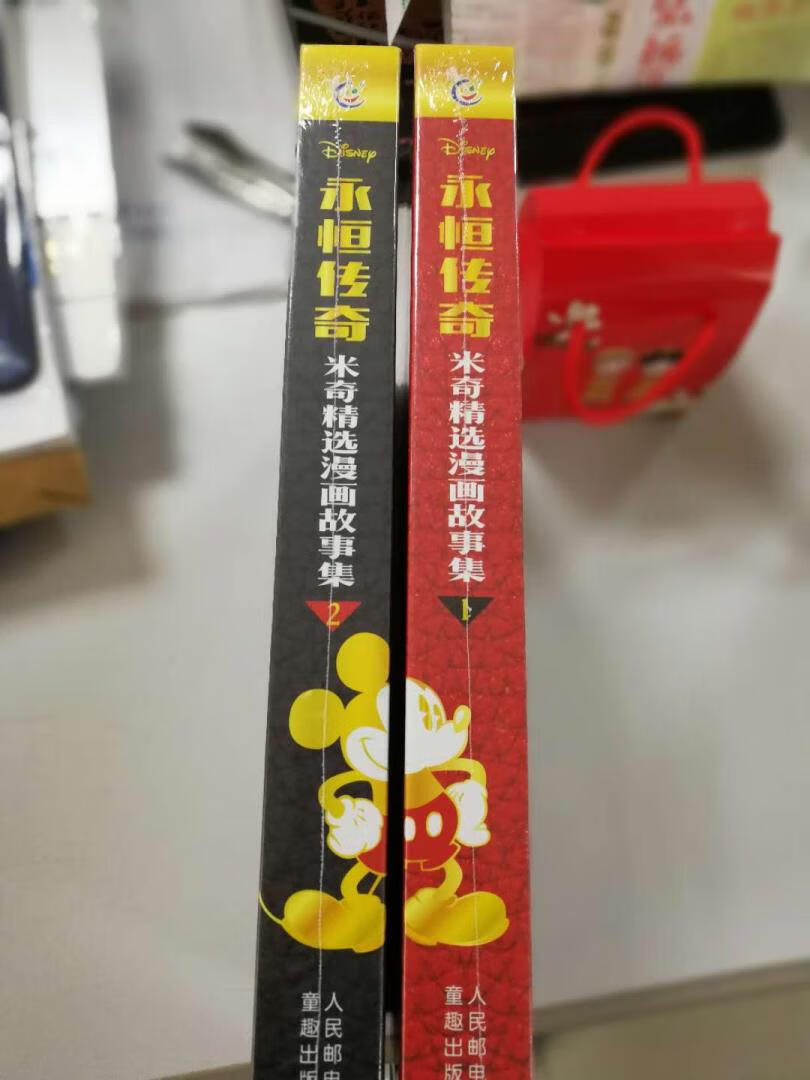 Disney
永恒传奇
米奇精选漫画故事集
2
人民邮电
童趣出版
Disney
永恒传奇
米奇精选漫画故事集
1
人民邮电
童趣出版